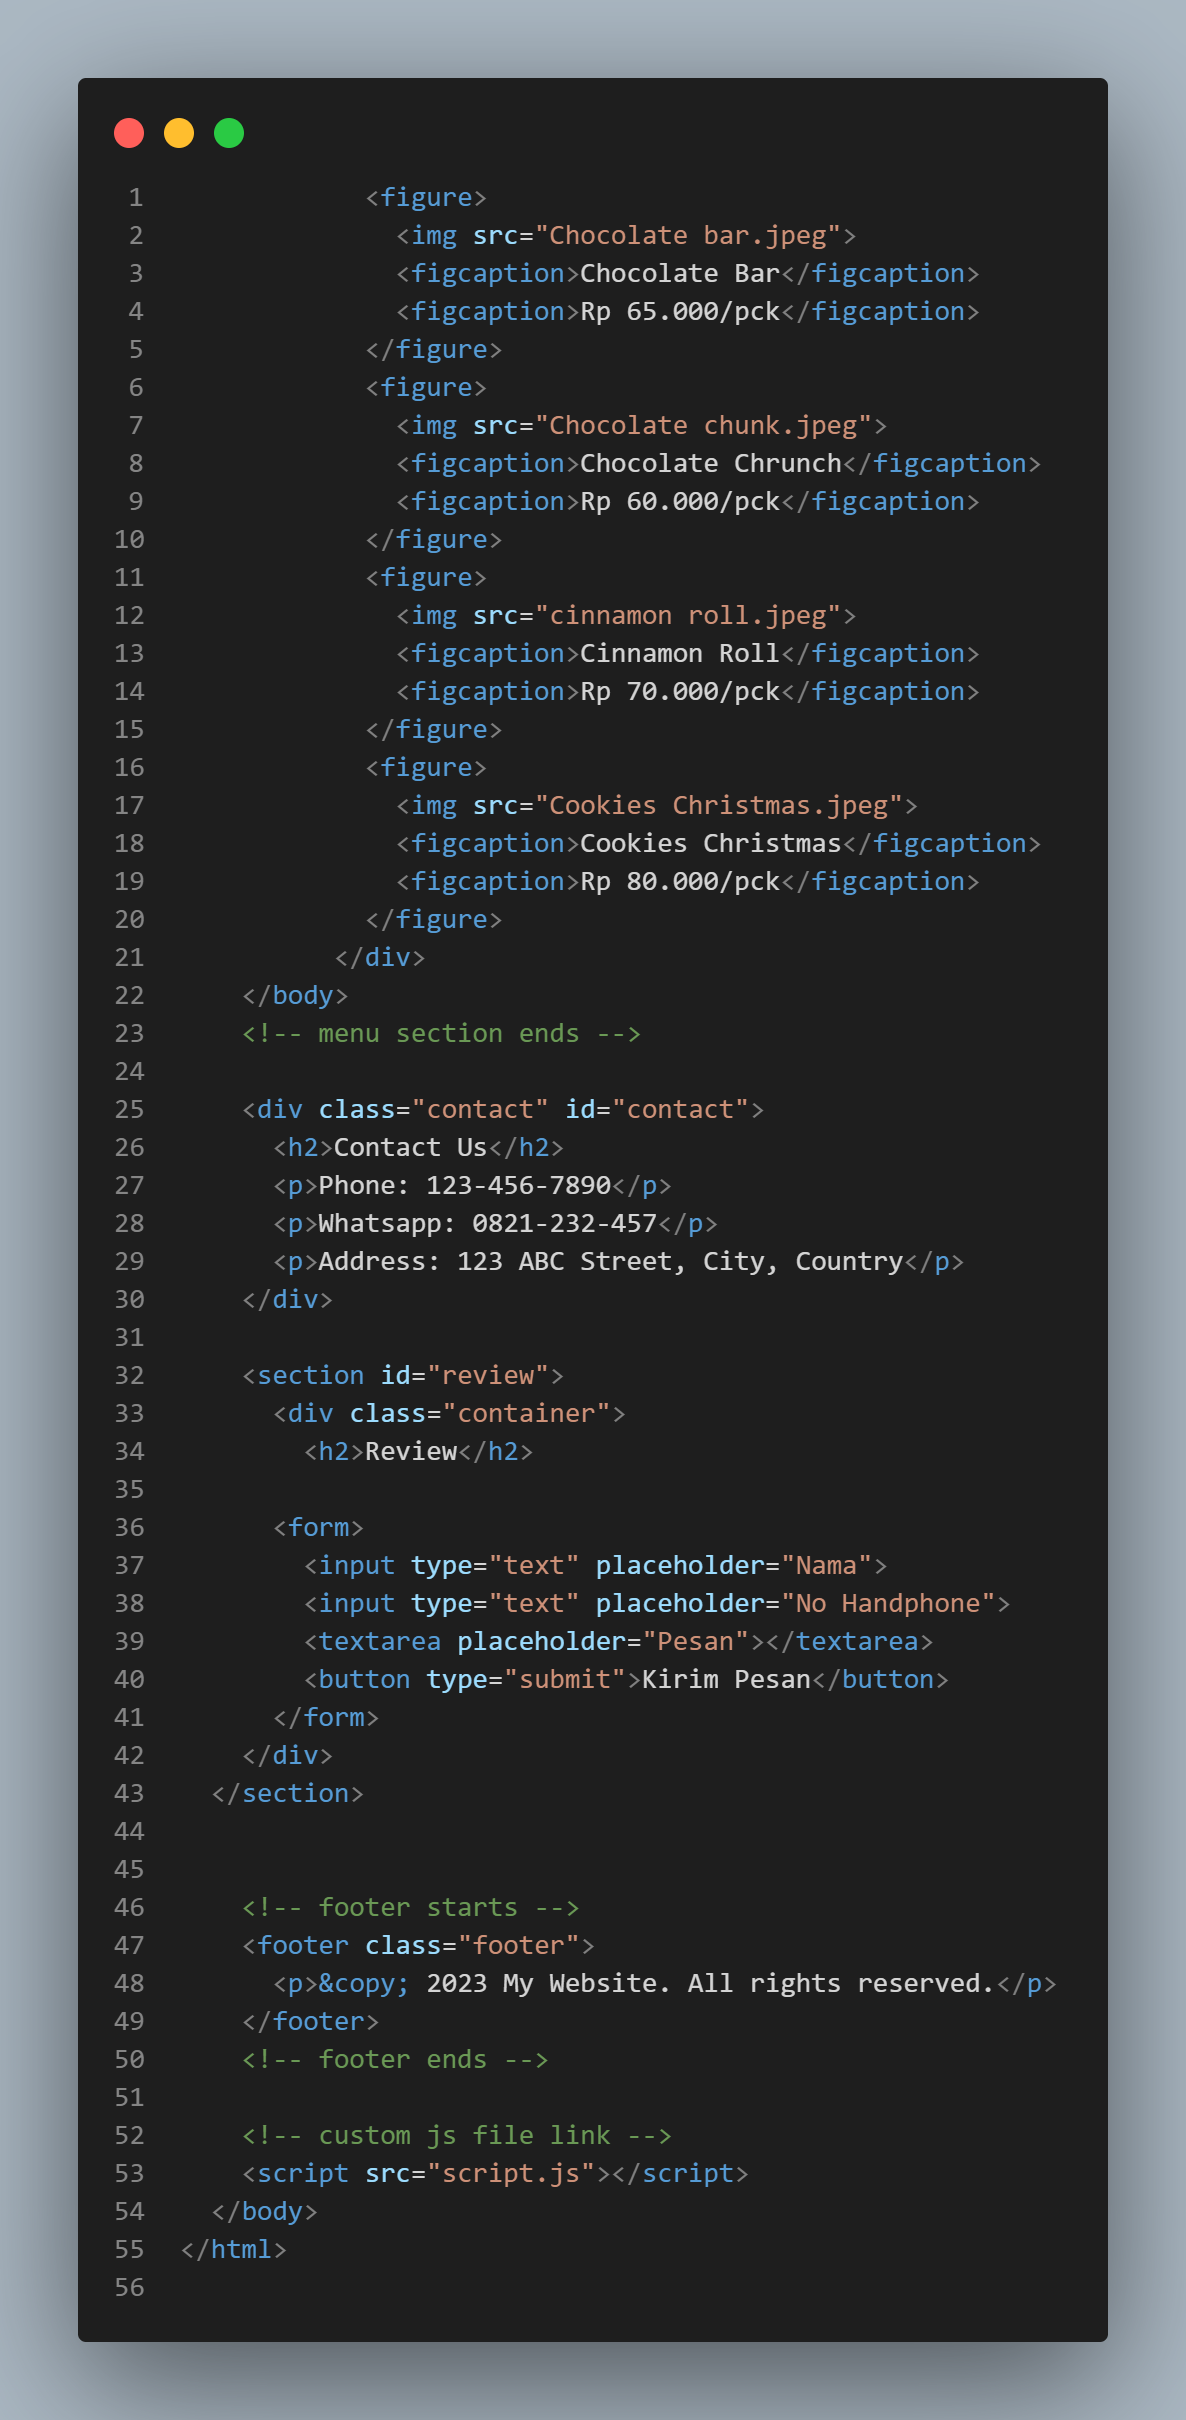 1 <figure>
2 <img src="Chocolate bar.jpeg">
3 <figcaption>Chocolate Bar</figcaption>
4 <figcaption>Rp 65.000/pck</figcaption>
5 </figure>
6 <figure>
7 <img src="Chocolate chunk.jpeg">
8 <figcaption>Chocolate Chrunch</figcaption>
9 <figcaption>Rp 60.000/pck</figcaption>
10 </figure>
11 <figure>
12 <img src="cinnamon roll.jpeg">
13 <figcaption>Cinnamon Roll</figcaption>
14 <figcaption>Rp 70.000/pck</figcaption>
15 </figure>
16 <figure>
17 <img src="Cookies Christmas.jpeg">
18 <figcaption>Cookies Christmas</figcaption>
19 <figcaption>Rp 80.000/pck</figcaption>
20 </figure>
21 </div>
22 </body>
23 <!-- menu section ends -->
24
25 <div class="contact" id="contact">
26 <h2>Contact Us</h2>
27 <p>Phone: 123-456-7890</p>
28 <p>Whatsapp: 0821-232-457</p>
29 <p>Address: 123 ABC Street, City, Country</p>
30 </div>
31
32 <section id="review">
33 <div class="container">
34 <h2>Review</h2>
35
36 <form>
37 <input type="text" placeholder="Nama">
38 <input type="text" placeholder="No Handphone">
39 <textarea placeholder="Pesan"></textarea>
40 <button type="submit">Kirim Pesan</button>
41 </form>
42 </div>
43 </section>
44
45
46 <!-- footer starts -->
47 <footer class="footer">
48 <p>&copy; 2023 My Website. All rights reserved.</p>
49 </footer>
50 <!-- footer ends -->
51
52 <!-- custom js file link -->
53 <script src="script.js"></script>
54 </body>
55 </html>
56